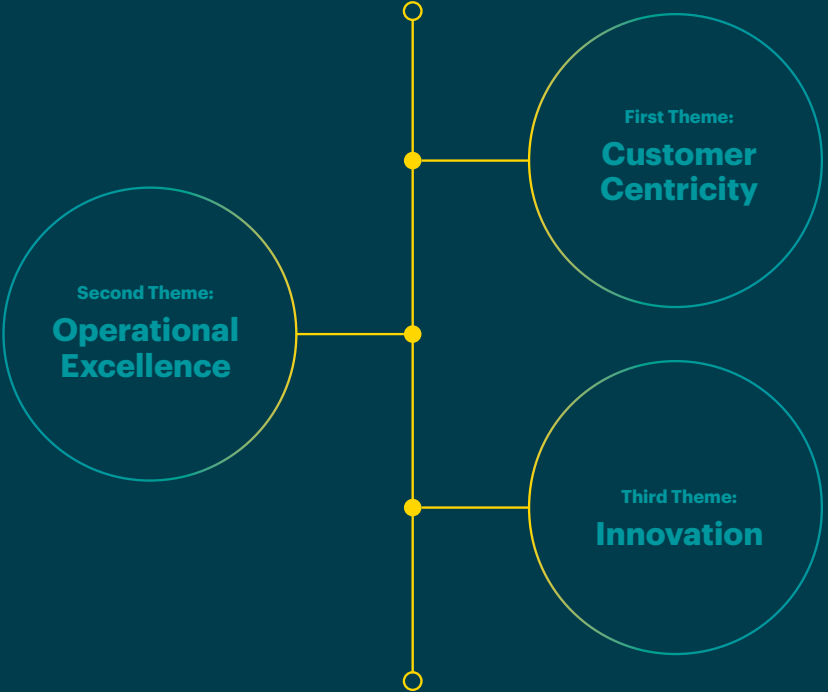 First Theme:
Customer
Centricity
Second Theme:
Operational
Excellence
Third Theme:
Innovation